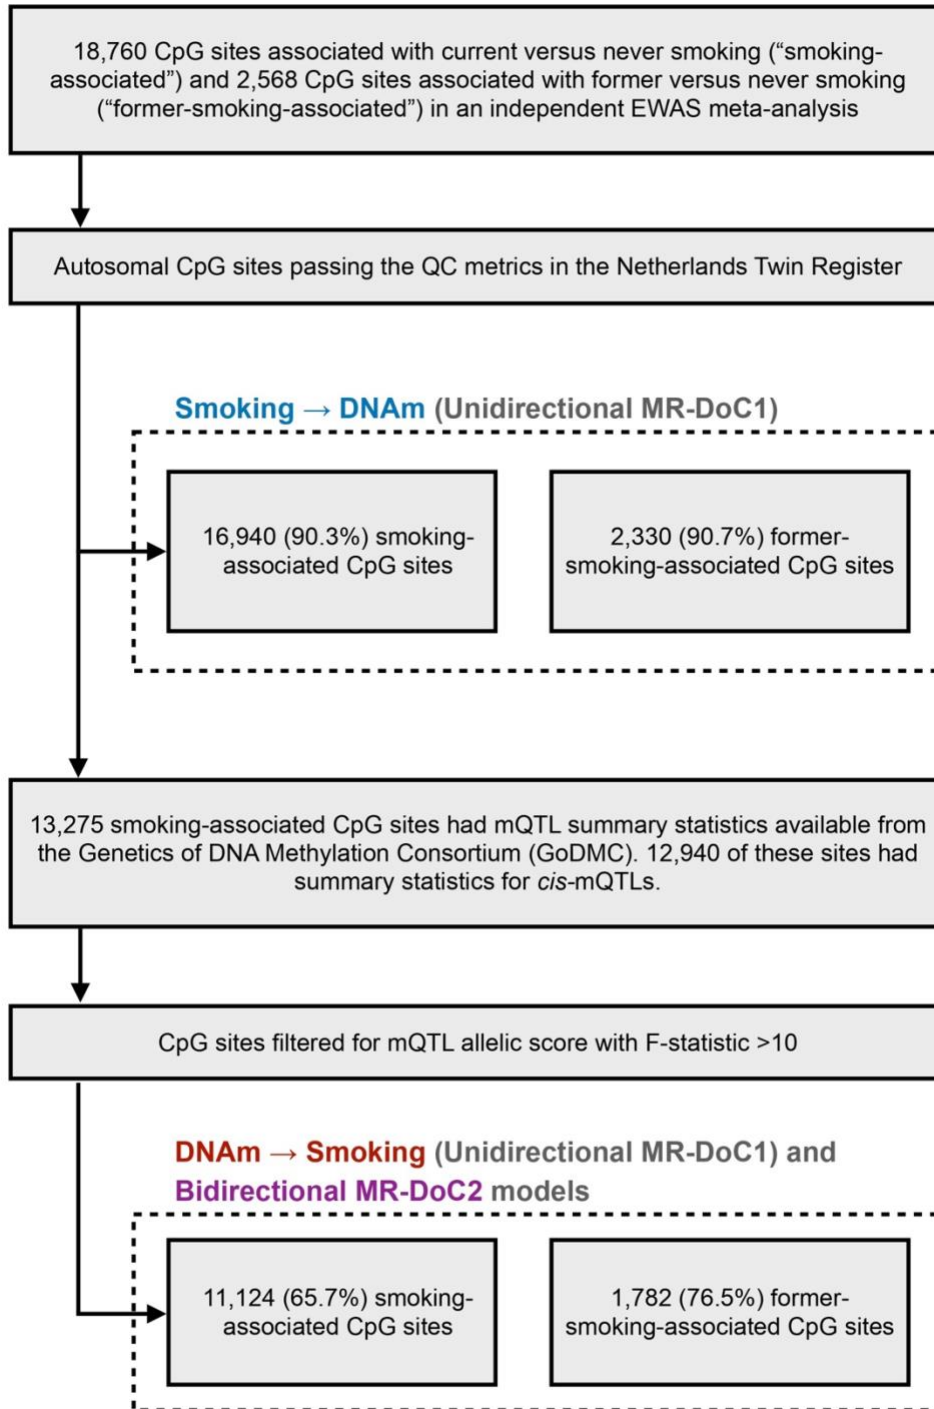 18,760 CpG sites associated with current versus never smoking (“smoking-
associated”) and 2,568 CpG sites associated with former versus never smoking
(“former-smoking-associated”) in an independent EWAS meta-analysis
Autosomal CpG sites passing the QC metrics in the Netherlands Twin Register
Smoking → DNAm (Unidirectional MR-DoC1)
16,940 (90.3%) smoking-
associated CpG sites
2,330 (90.7%) former-
smoking-associated CpG sites
13,275 smoking-associated CpG sites had mQTL summary statistics available from
the Genetics of DNA Methylation Consortium (GoDMC). 12,940 of these sites had
summary statistics for cis-mQTLs.
CpG sites filtered for mQTL allelic score with F-statistic >10
DNAm → Smoking (Unidirectional MR-DoC1) and
Bidirectional MR-DoC2 models
11,124 (65.7%) smoking-
associated CpG sites
1,782 (76.5%) former-
smoking-associated CpG sites